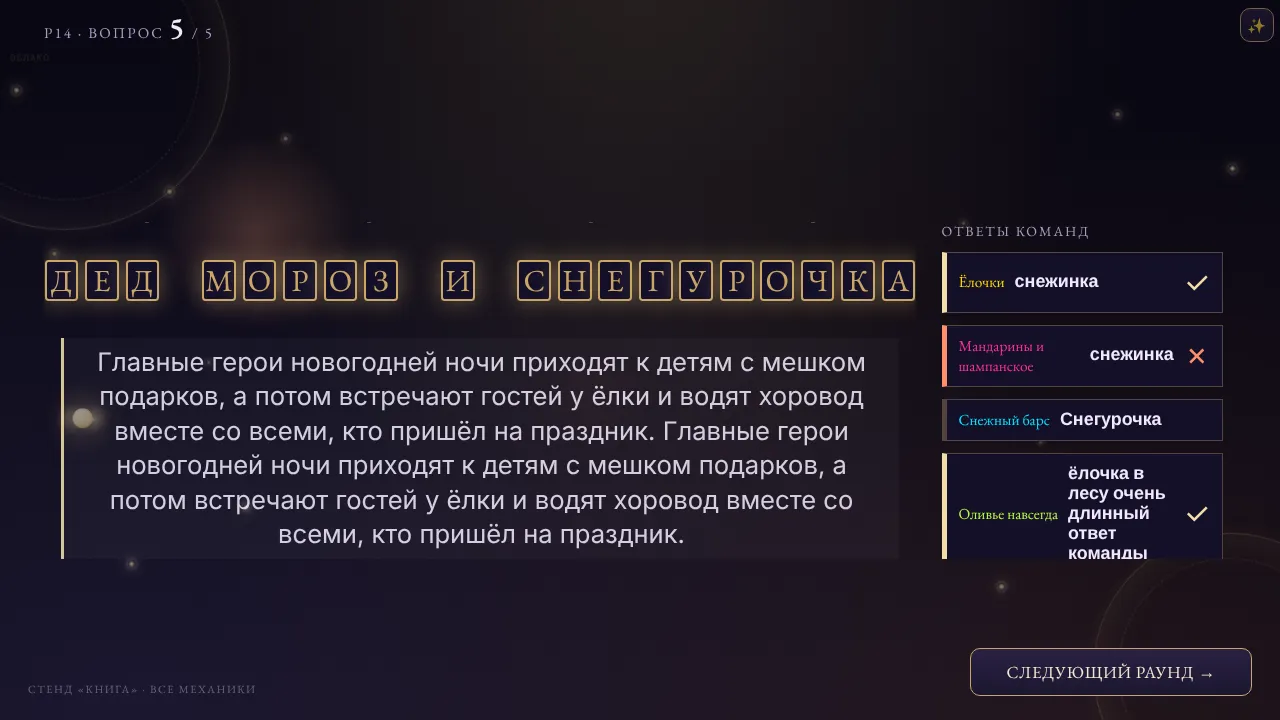 Р14 · ВОПРОС 5 / 5
ДЕД МОРОЗ И СНЕГУРОЧКА
Главные герои новогодней ночи приходят к детям с мешком
подарков, а потом встречают гостей у ёлки и водят хоровод
вместе со всеми, кто пришёл на праздник. Главные герои
новогодней ночи приходят к детям с мешком подарков, а
потом встречают гостей у ёлки и водят хоровод вместе со
всеми, кто пришёл на праздник.
ОТВЕТЫ КОМАНД
Ёлочки снежинка
Мандарины и
шампанское
снежинка
Снежный барс Снегурочка
Оливье навсегда
ёлочка в
лесу очень
длинный
ответ
команды
СЛЕДУЮЩИЙ РАУНД →
СТЕНД «КНИГА» · ВСЕ МЕХАНИКИ